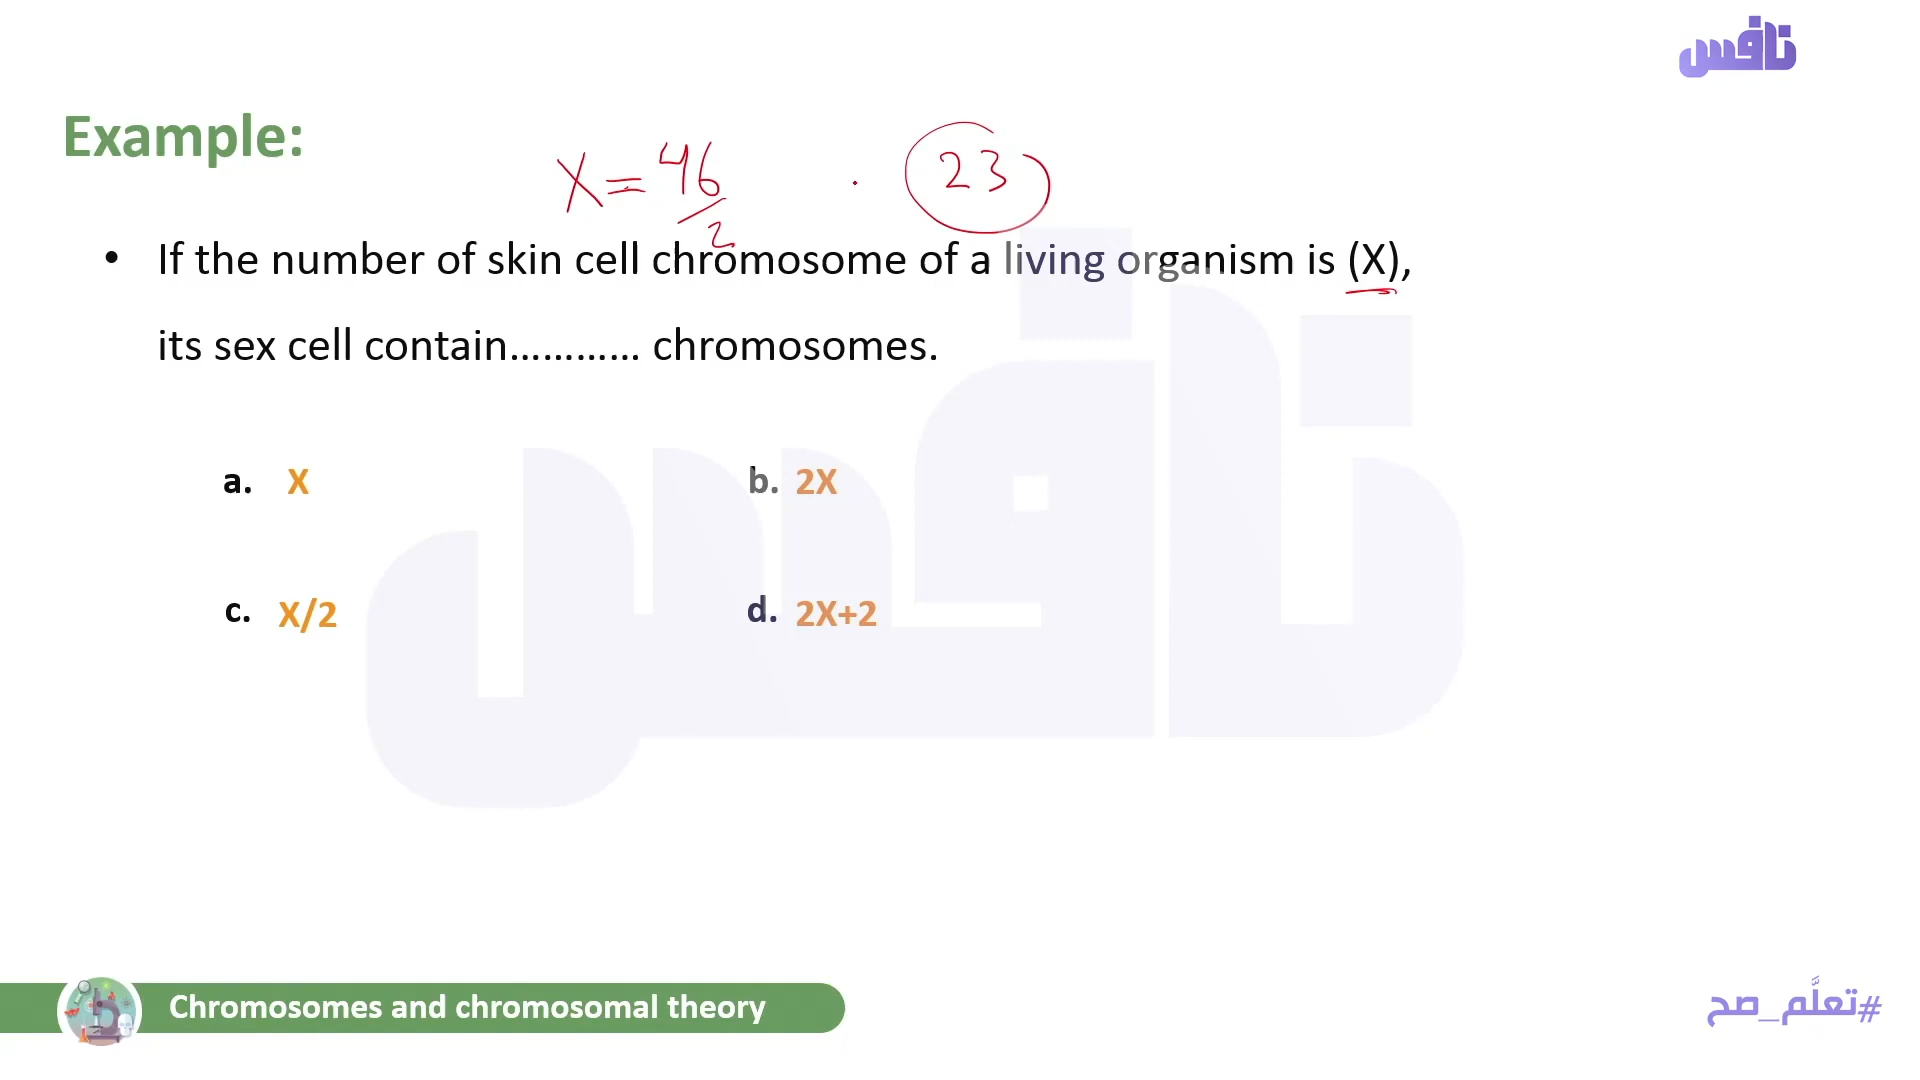 نافس
Example:
X = 46/2 . 23
• If the number of skin cell chromosome of a living organism is (X),
its sex cell contain............ chromosomes.
a. X
b. 2X
c. X/2
d. 2X+2
نافس
Chromosomes and chromosomal theory
#تعلَّم_صح